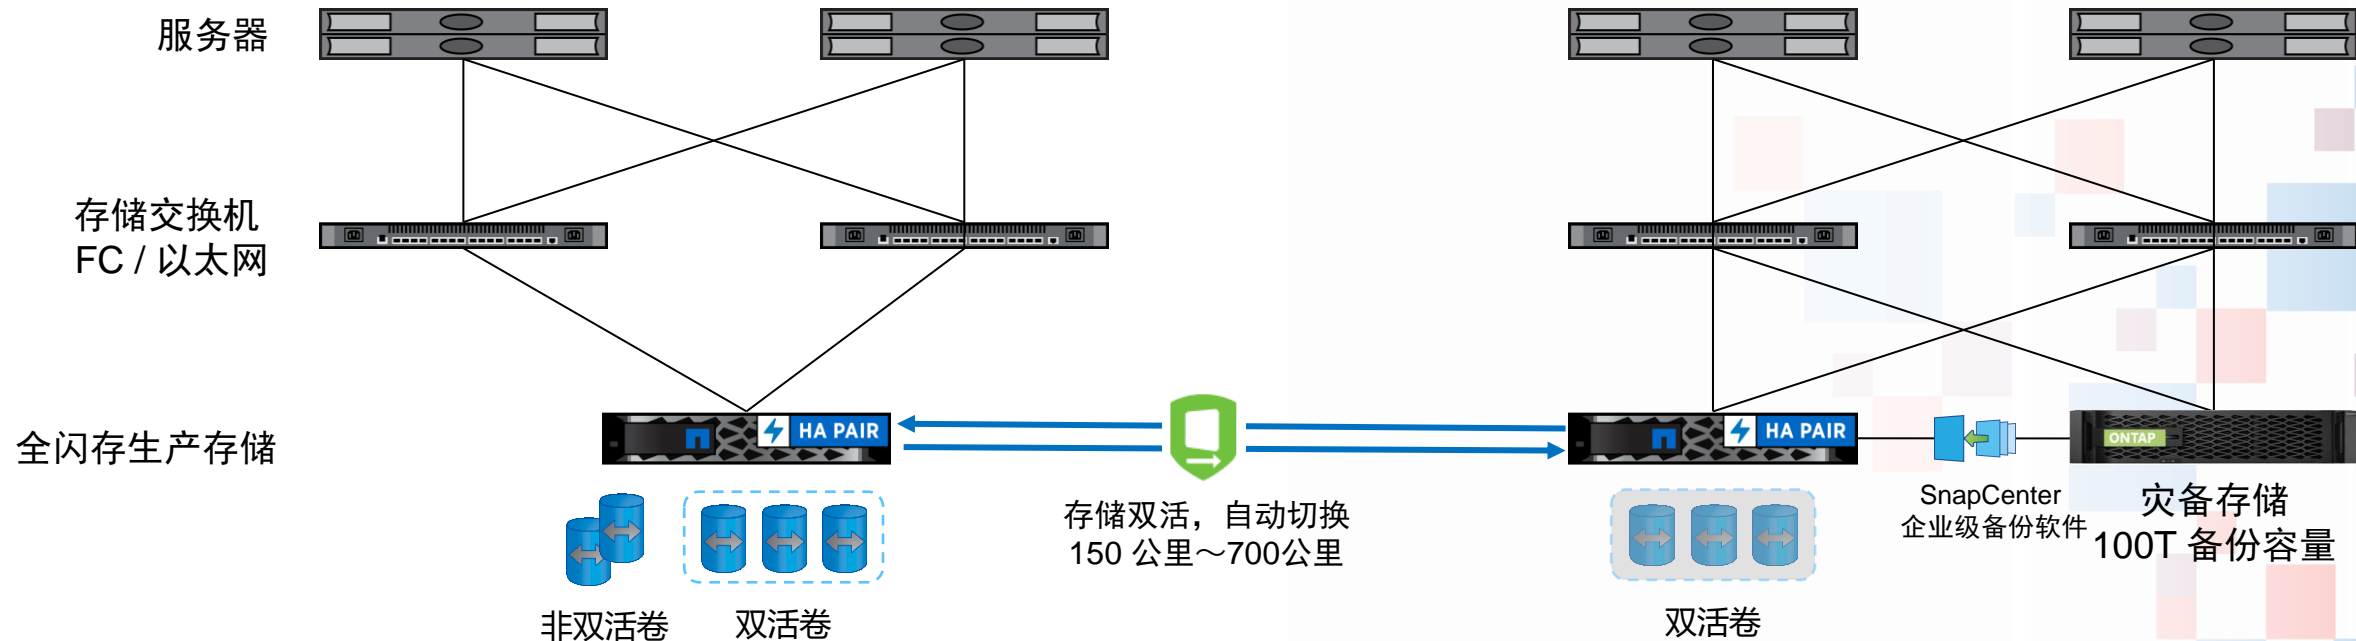 服务器
存储交换机
FC / 以太网
全闪存生产存储
HA PAIR
HA PAIR
ONTAP
存储双活，自动切换
150 公里～700公里
SnapCenter
企业级备份软件
灾备存储
100T 备份容量
非双活卷
双活卷
双活卷